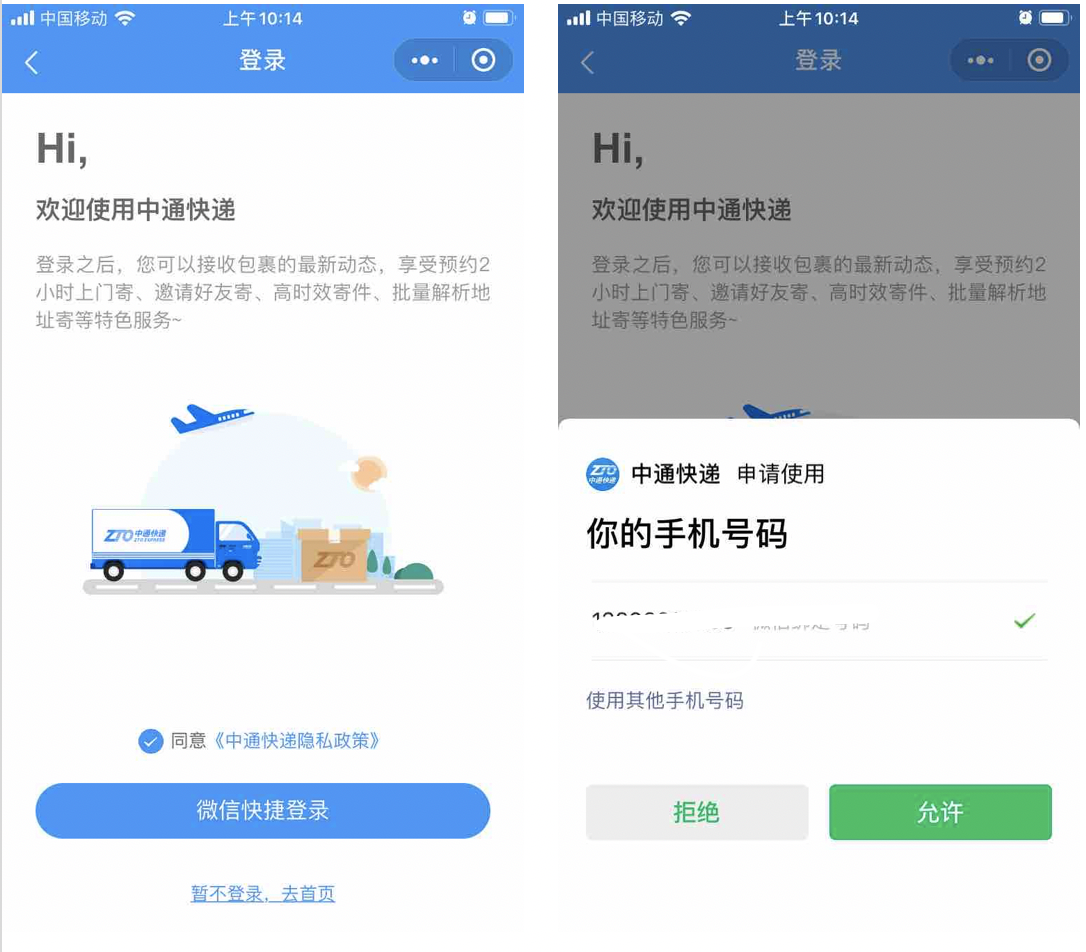 中国移动
上午10:14
登录
Hi,
欢迎使用中通快递
登录之后，您可以接收包裹的最新动态，享受预约2
小时上门寄、邀请好友寄、高时效寄件、批量解析地
址寄等特色服务~
ZTO中通快递
ZTO EXPRESS
ZTO
同意《中通快递隐私政策》
微信快捷登录
暂不登录，去首页
中国移动
上午10:14
登录
Hi,
欢迎使用中通快递
登录之后，您可以接收包裹的最新动态，享受预约2
小时上门寄、邀请好友寄、高时效寄件、批量解析地
址寄等特色服务~
ZTO
中通快递
中通快递 申请使用
你的手机号码
使用其他手机号码
拒绝
允许